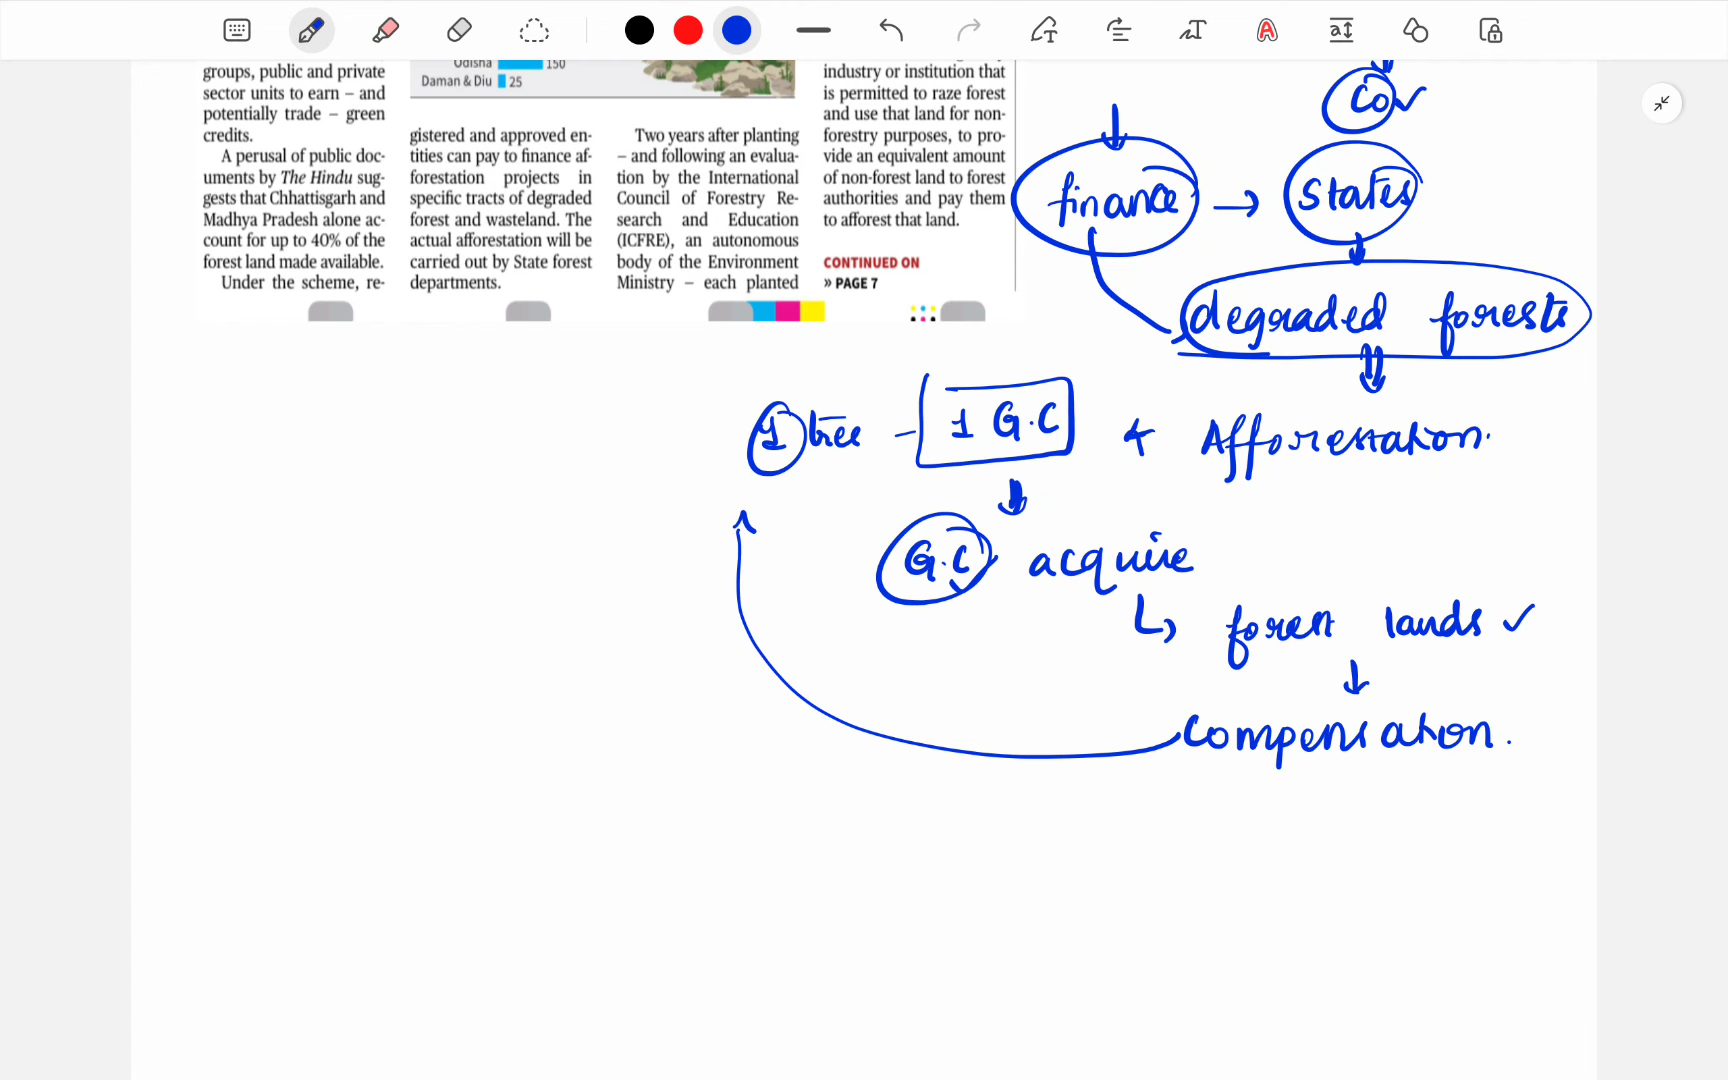 groups, public and private
sector units to earn – and
potentially trade – green
credits.
A perusal of public doc-
uments by The Hindu sug-
gests that Chhattisgarh and
Madhya Pradesh alone ac-
count for up to 40% of the
forest land made available.
Under the scheme, re-
Odisha 150
Daman & Diu 25
gistered and approved en-
tities can pay to finance af-
forestation projects in
specific tracts of degraded
forest and wasteland. The
actual afforestation will be
carried out by State forest
departments.
Two years after planting
– and following an evalua-
tion by the International
Council of Forestry Re-
search and Education
(ICFRE), an autonomous
body of the Environment
Ministry – each planted
industry or institution that
is permitted to raze forest
and use that land for non-
forestry purposes, to pro-
vide an equivalent amount
of non-forest land to forest
authorities and pay them
to afforest that land.
CONTINUED ON
» PAGE 7
Co
finance → States
degraded forests
1 tree – 1 G.C ← Afforestation.
G.C acquire
forest lands ✓
Compensation.